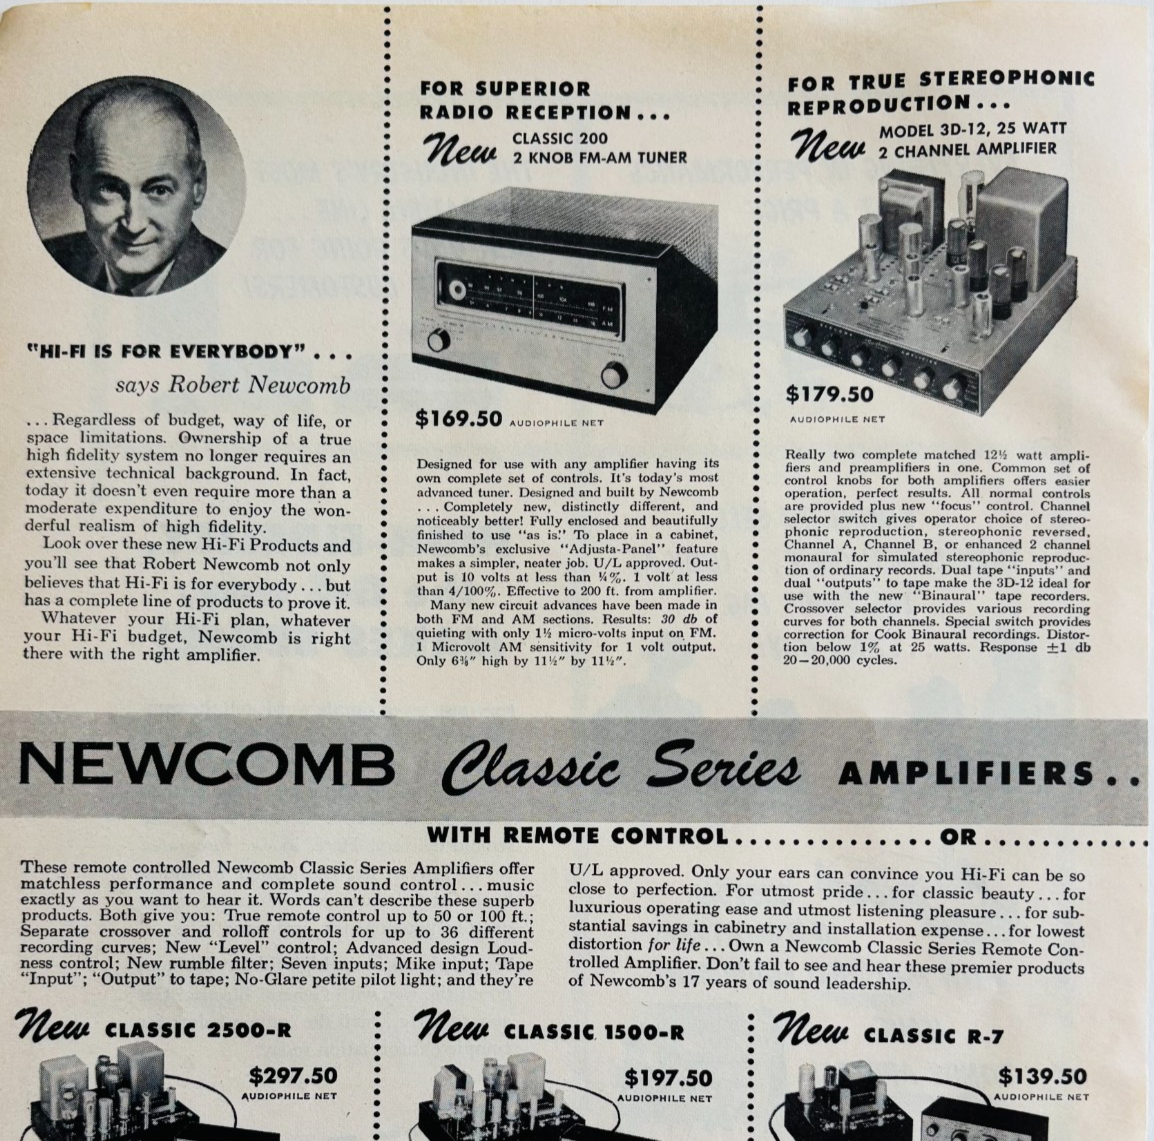 "HI-FI IS FOR EVERYBODY" . . .
says Robert Newcomb
. . . Regardless of budget, way of life, or
space limitations. Ownership of a true
high fidelity system no longer requires an
extensive technical background. In fact,
today it doesn't even require more than a
moderate expenditure to enjoy the won-
derful realism of high fidelity.
Look over these new Hi-Fi Products and
you'll see that Robert Newcomb not only
believes that Hi-Fi is for everybody . . . but
has a complete line of products to prove it.
Whatever your Hi-Fi plan, whatever
your Hi-Fi budget, Newcomb is right
there with the right amplifier.
FOR SUPERIOR
RADIO RECEPTION . . .
New CLASSIC 200
2 KNOB FM-AM TUNER
$169.50 AUDIOPHILE NET
Designed for use with any amplifier having its
own complete set of controls. It's today's most
advanced tuner. Designed and built by Newcomb
. . . Completely new, distinctly different, and
noticeably better! Fully enclosed and beautifully
finished to use "as is." To place in a cabinet,
Newcomb's exclusive "Adjusta-Panel" feature
makes a simpler, neater job. U/L approved. Out-
put is 10 volts at less than ¼%. 1 volt at less
than 4/100%. Effective to 200 ft. from amplifier.
Many new circuit advances have been made in
both FM and AM sections. Results: 30 db of
quieting with only 1½ micro-volts input on FM.
1 Microvolt AM sensitivity for 1 volt output.
Only 6⅜" high by 11½" by 11½".
FOR TRUE STEREOPHONIC
REPRODUCTION . . .
New MODEL 3D-12, 25 WATT
2 CHANNEL AMPLIFIER
$179.50
AUDIOPHILE NET
Really two complete matched 12½ watt ampli-
fiers and preamplifiers in one. Common set of
control knobs for both amplifiers offers easier
operation, perfect results. All normal controls
are provided plus new "focus" control. Channel
selector switch gives operator choice of stereo-
phonic reproduction, stereophonic reversed,
Channel A, Channel B, or enhanced 2 channel
monaural for simulated stereophonic reproduc-
tion of ordinary records. Dual tape "inputs" and
dual "outputs" to tape make the 3D-12 ideal for
use with the new "Binaural" tape recorders.
Crossover selector provides various recording
curves for both channels. Special switch provides
correction for Cook Binaural recordings. Distor-
tion below 1% at 25 watts. Response ±1 db
20—20,000 cycles.
NEWCOMB Classic Series AMPLIFIERS . .
WITH REMOTE CONTROL . . . . . . . . . . . . . OR . . . . . . . . . . .
These remote controlled Newcomb Classic Series Amplifiers offer
matchless performance and complete sound control . . . music
exactly as you want to hear it. Words can't describe these superb
products. Both give you: True remote control up to 50 or 100 ft.;
Separate crossover and rolloff controls for up to 36 different
recording curves; New "Level" control; Advanced design Loud-
ness control; New rumble filter; Seven inputs; Mike input; Tape
"Input"; "Output" to tape; No-Glare petite pilot light; and they're
U/L approved. Only your ears can convince you Hi-Fi can be so
close to perfection. For utmost pride . . . for classic beauty . . . for
luxurious operating ease and utmost listening pleasure . . . for sub-
stantial savings in cabinetry and installation expense . . . for lowest
distortion for life . . . Own a Newcomb Classic Series Remote Con-
trolled Amplifier. Don't fail to see and hear these premier products
of Newcomb's 17 years of sound leadership.
New CLASSIC 2500-R
$297.50
AUDIOPHILE NET
New CLASSIC 1500-R
$197.50
AUDIOPHILE NET
New CLASSIC R-7
$139.50
AUDIOPHILE NET